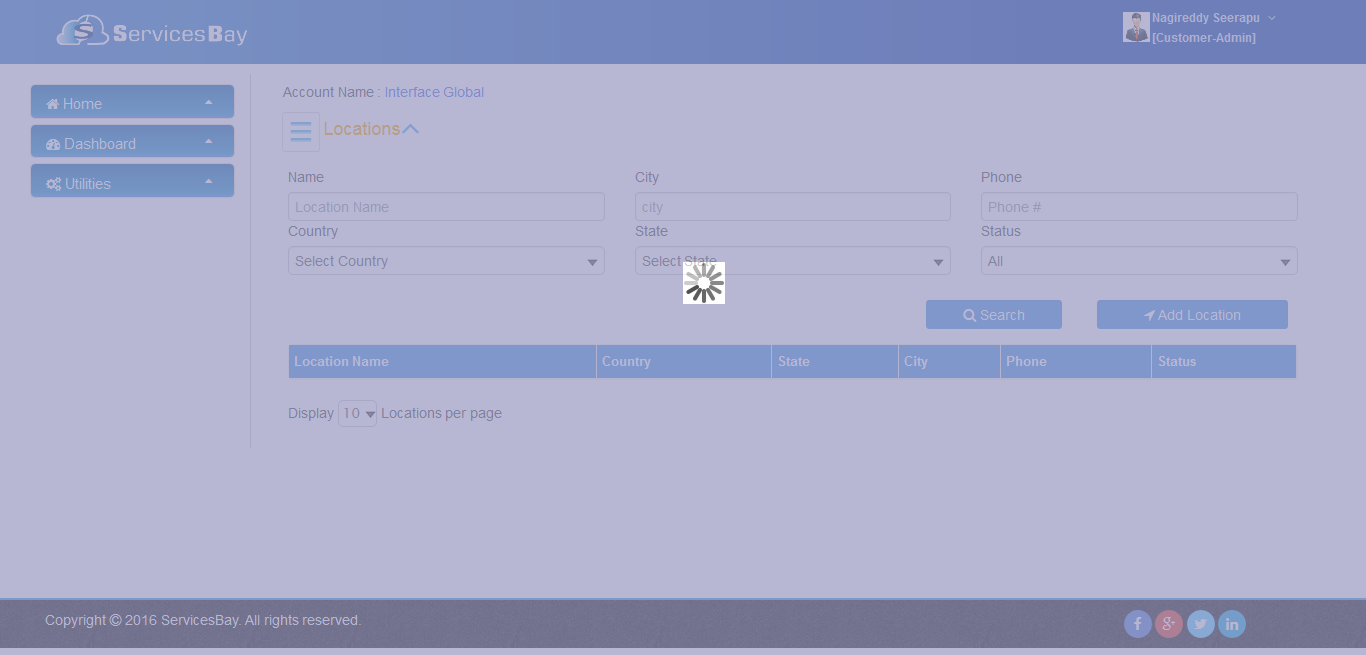 ServicesBay
Nagireddy Seerapu
[Customer-Admin]
Home
Dashboard
Utilities
Account Name : Interface Global
Locations
Name City Phone
Location Name city Phone #
Country State Status
Select Country Select State All
Search Add Location
Location Name Country State City Phone Status
Display 10 Locations per page
Copyright © 2016 ServicesBay. All rights reserved.